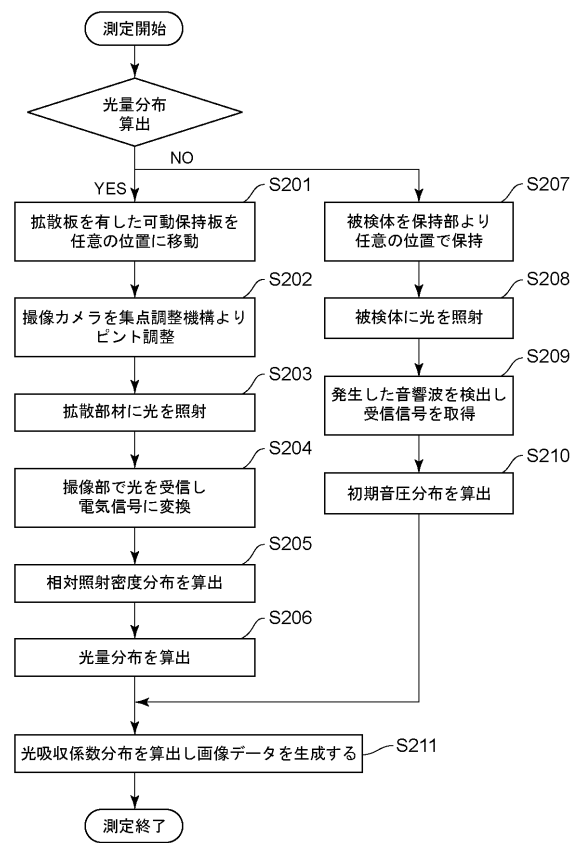 測定開始
光量分布
算出
NO
YES
S201
拡散板を有した可動保持板を
任意の位置に移動
S202
撮像カメラを集点調整機構より
ピント調整
S203
拡散部材に光を照射
S204
撮像部で光を受信し
電気信号に変換
S205
相対照射密度分布を算出
S206
光量分布を算出
S207
被検体を保持部より
任意の位置で保持
S208
被検体に光を照射
S209
発生した音響波を検出し
受信信号を取得
S210
初期音圧分布を算出
S211
光吸収係数分布を算出し画像データを生成する
測定終了